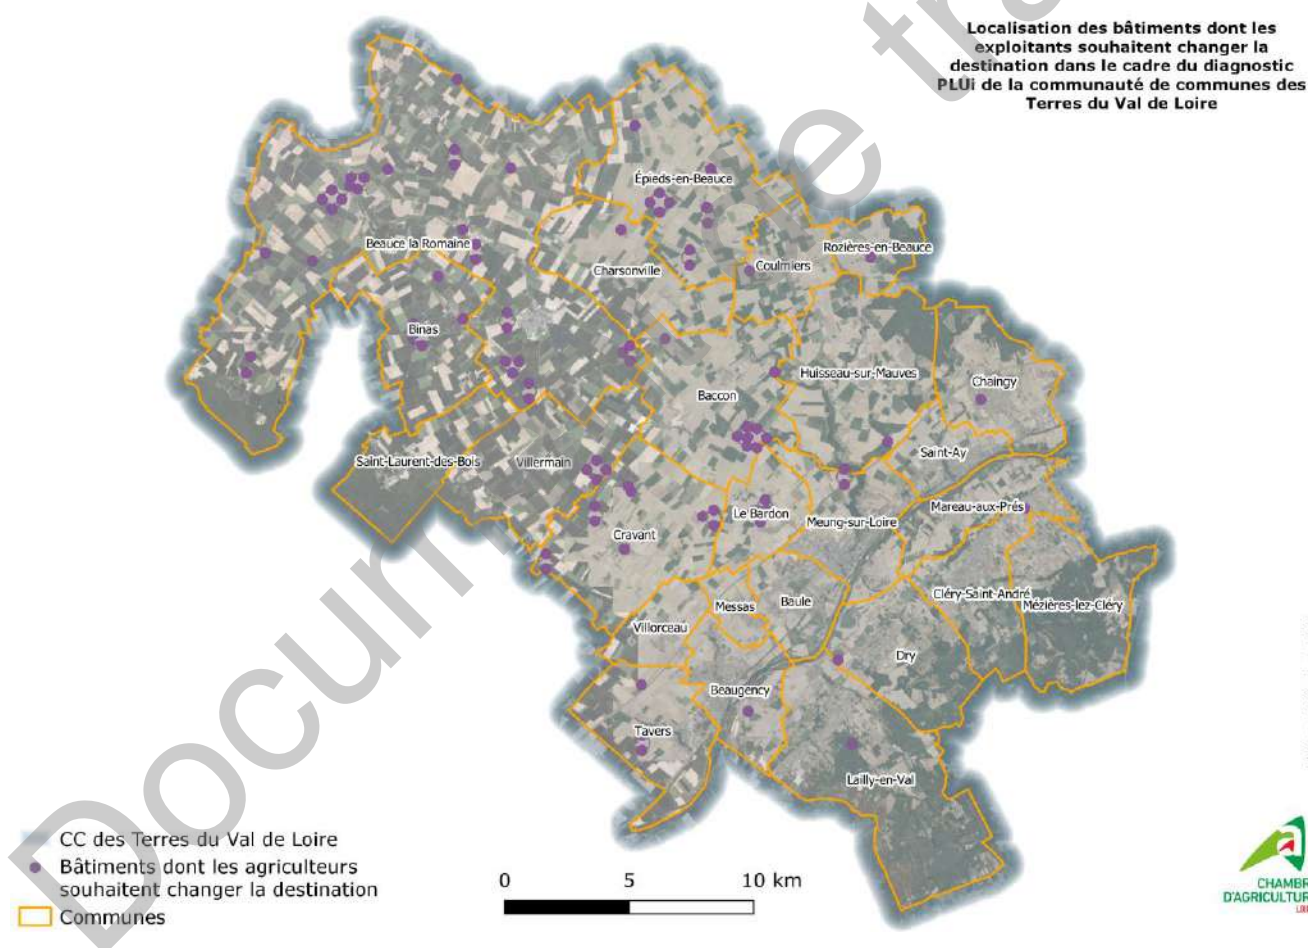 Localisation des bâtiments dont les
exploitants souhaitent changer la
destination dans le cadre du diagnostic
PLUi de la communauté de communes des
Terres du Val de Loire
Épieds-en-Beauce
Beauce la Romaine
Rozières-en-Beauce
Charsonville
Coulmiers
Binas
Huisseau-sur-Mauves
Chaingy
Baccon
Saint-Ay
Saint-Laurent-des-Bois
Villermain
Mareau-aux-Prés
Le Bardon
Meung-sur-Loire
Cravant
Cléry-Saint-André
Mézières-lez-Cléry
Messas
Baule
Villorceau
Dry
Beaugency
Tavers
Lailly-en-Val
CC des Terres du Val de Loire
Bâtiments dont les agriculteurs
souhaitent changer la destination
Communes
0 5 10 km
CHAMBR
D'AGRICULTUR
Docum
e tra